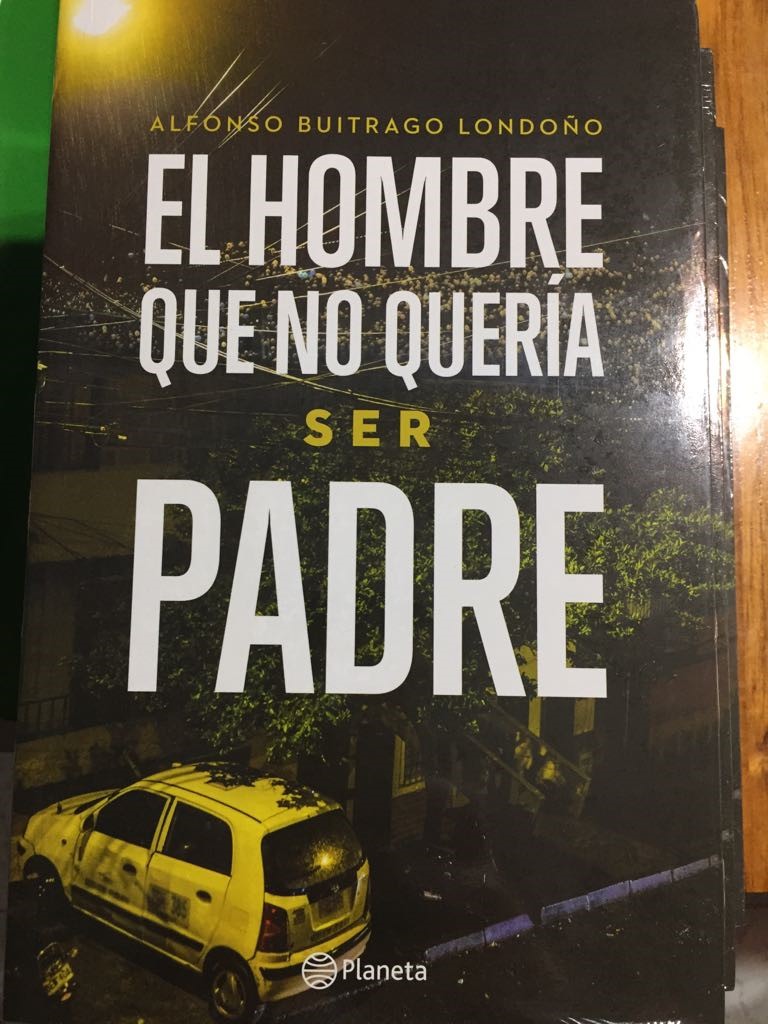 ALFONSO BUITRAGO LONDOÑO
EL HOMBRE
QUE NO QUERÍA
SER
PADRE
Planeta